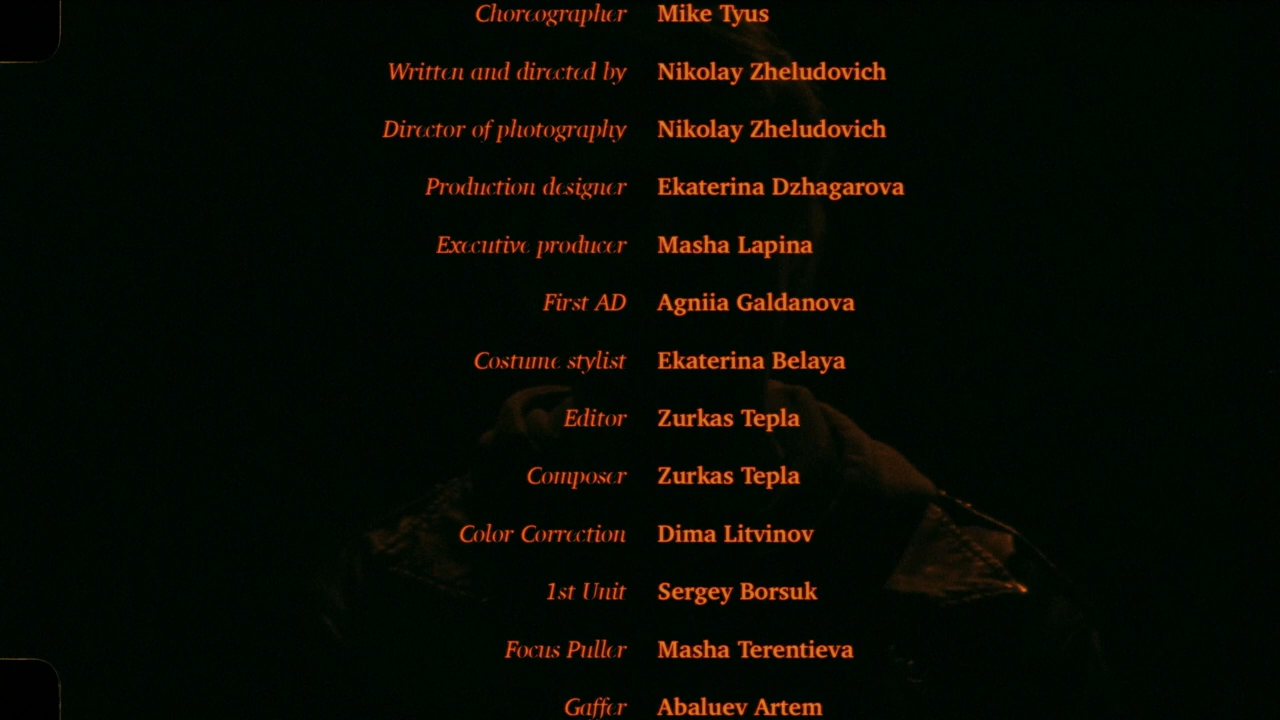 Choreographer Mike Tyus
Written and directed by Nikolay Zheludovich
Director of photography Nikolay Zheludovich
Production designer Ekaterina Dzhagarova
Executive producer Masha Lapina
First AD Agniia Galdanova
Costume stylist Ekaterina Belaya
Editor Zurkas Tepla
Composer Zurkas Tepla
Color Correction Dima Litvinov
1st Unit Sergey Borsuk
Focus Puller Masha Terentieva
Gaffer Abaluev Artem